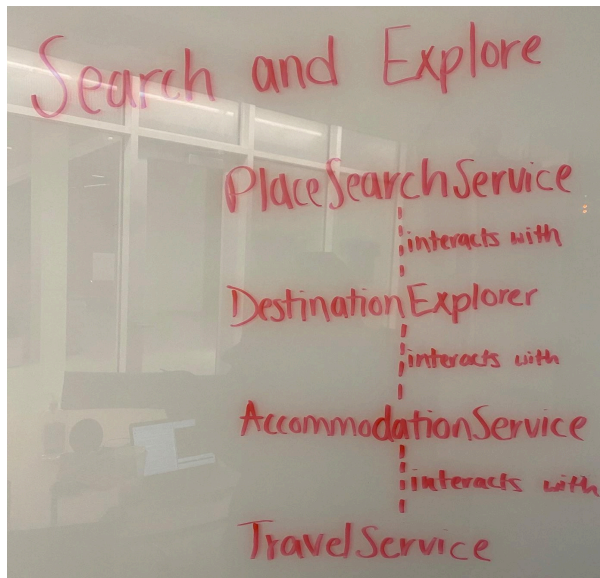 Search and Explore
PlaceSearchService
interacts with
DestinationExplorer
interacts with
AccommodationService
interacts with
TravelService